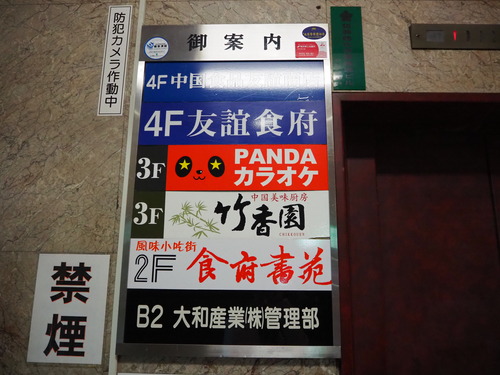 防犯カメラ作動中
御案内
4F 中国
4F 友誼食府
3F
PANDA
カラオケ
3F
中国美味厨房
竹香園
風味小吃街
2F 食府書苑
B2 大和産業㈱管理部
禁煙